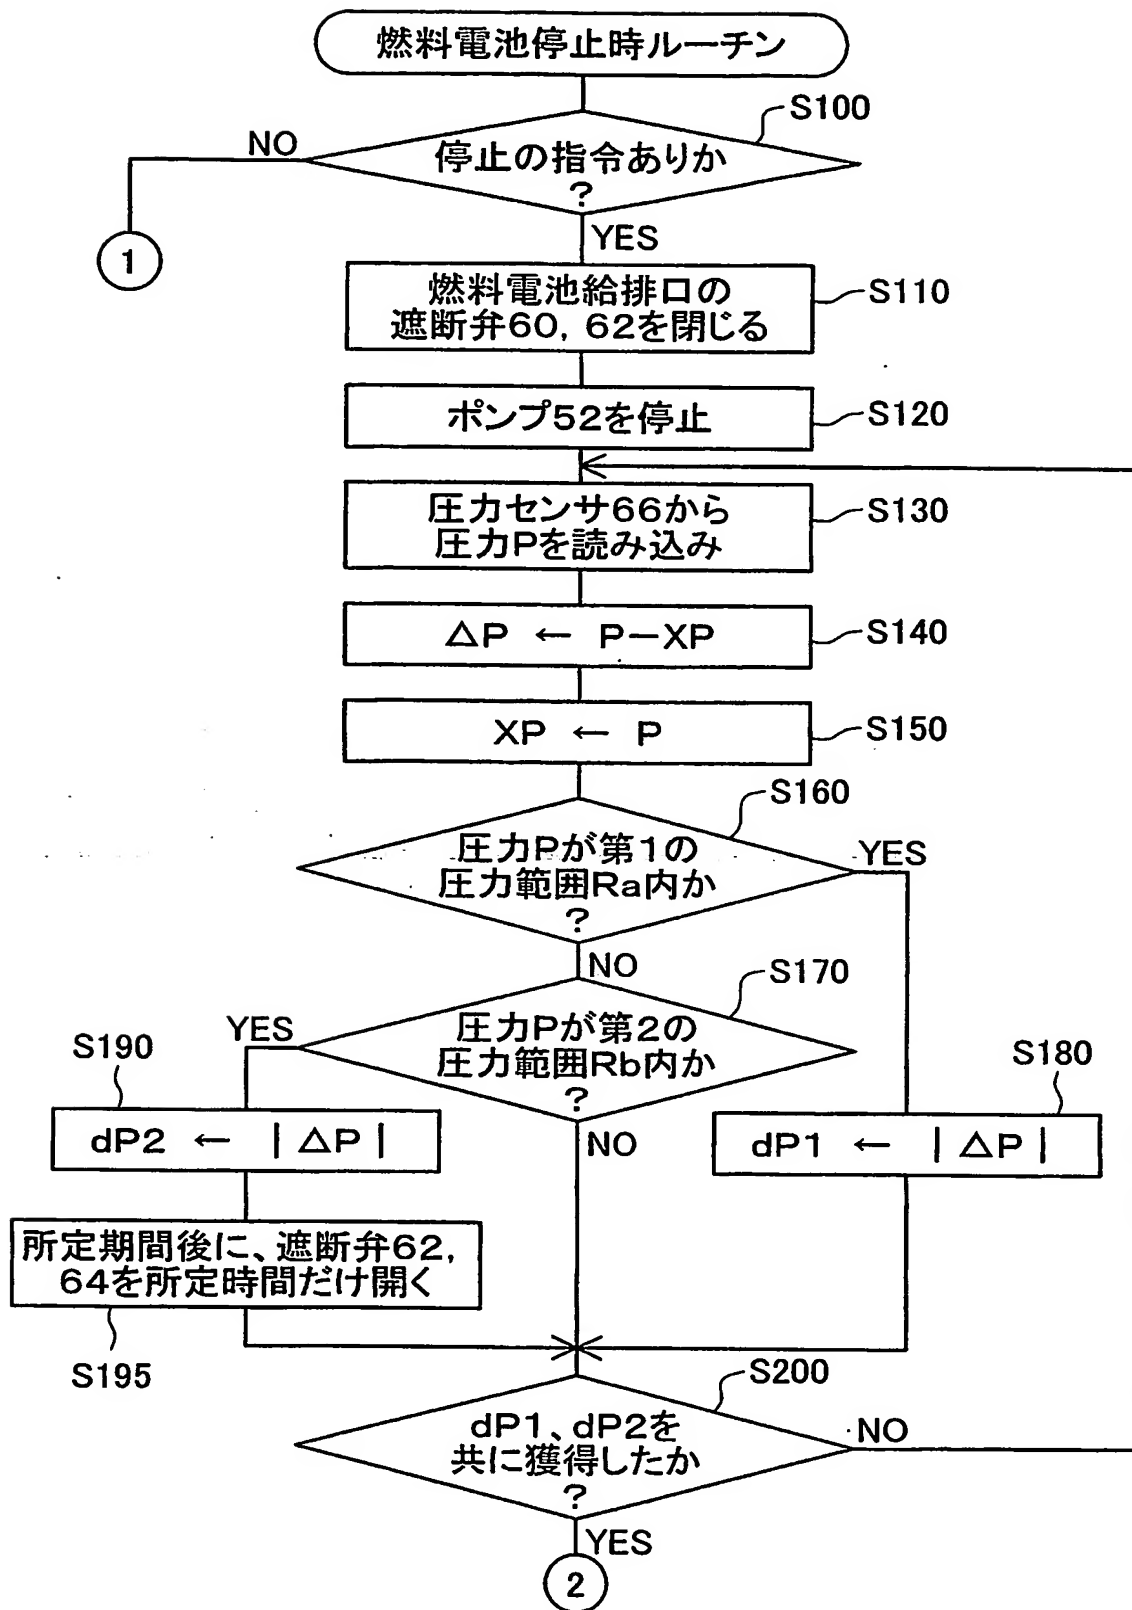 燃料電池停止時ルーチン
S100
NO
停止の指令ありか
?
1
YES
燃料電池給排口の
遮断弁60, 62を閉じる
S110
ポンプ52を停止
S120
圧力センサ66から
圧力Pを読み込み
S130
△P ← P−XP
S140
XP ← P
S150
S160
圧力Pが第1の
圧力範囲Ra内か
?
YES
NO
S170
YES
圧力Pが第2の
圧力範囲Rb内か
?
S190
S180
dP2 ← | △P |
NO
dP1 ← | △P |
所定期間後に、遮断弁62,
64を所定時間だけ開く
S195
S200
dP1、dP2を
共に獲得したか
?
NO
YES
2